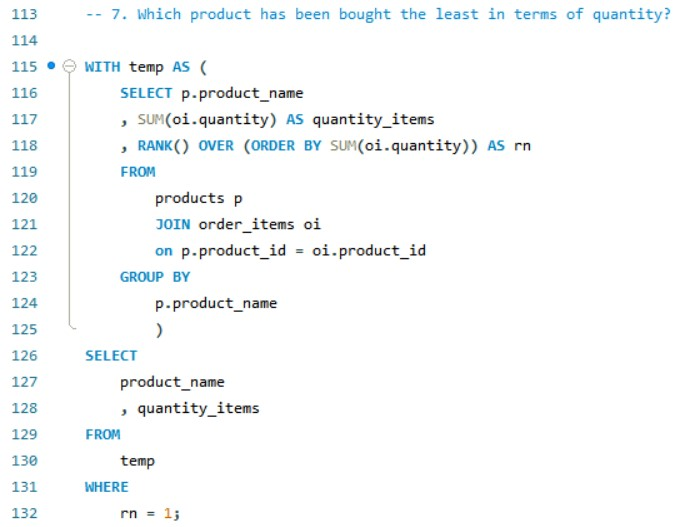 113 -- 7. Which product has been bought the least in terms of quantity?
114
115 WITH temp AS (
116 SELECT p.product_name
117 , SUM(oi.quantity) AS quantity_items
118 , RANK() OVER (ORDER BY SUM(oi.quantity)) AS rn
119 FROM
120 products p
121 JOIN order_items oi
122 on p.product_id = oi.product_id
123 GROUP BY
124 p.product_name
125 )
126 SELECT
127 product_name
128 , quantity_items
129 FROM
130 temp
131 WHERE
132 rn = 1;